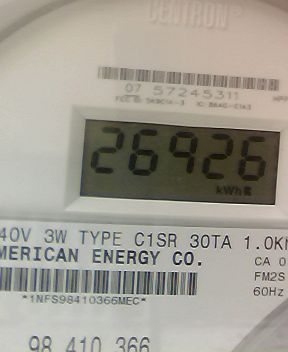 CENTRON®
07 57245311
26926
kWh
40V 3W TYPE C1SR 30TA 1.0K
MERICAN ENERGY CO.
CA 0
FM2S
60Hz
*1NFS98410366MEC*
98 410 366